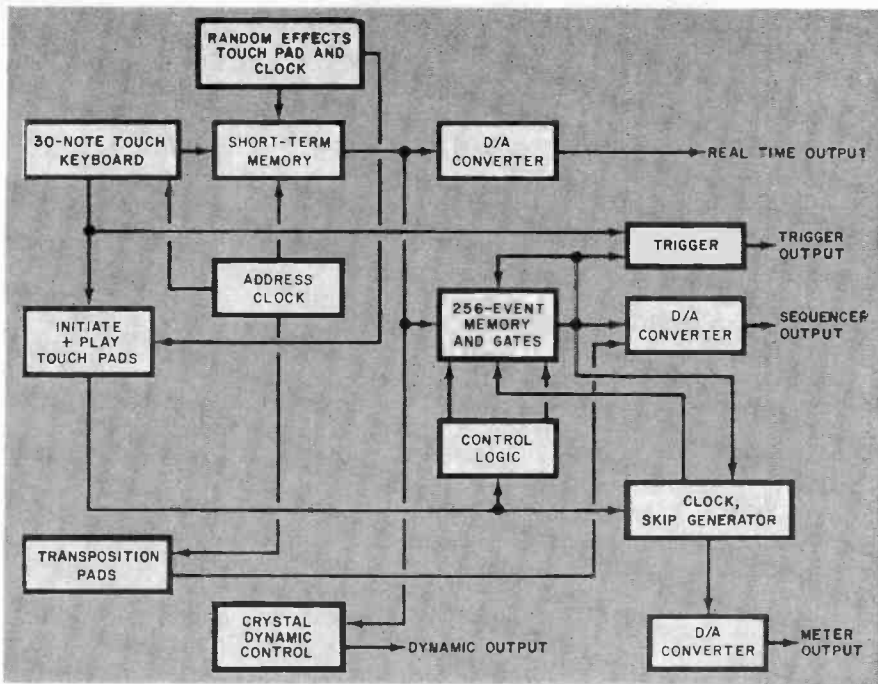 RANDOM EFFECTS
TOUCH PAD AND
CLOCK
30-NOTE TOUCH
KEYBOARD
SHORT-TERM
MEMORY
D/A
CONVERTER
REAL TIME OUTPUT
TRIGGER
TRIGGER
OUTPUT
ADDRESS
CLOCK
256-EVENT
MEMORY
AND GATES
D/A
CONVERTER
SEQUENCER
OUTPUT
INITIATE
+ PLAY
TOUCH PADS
CONTROL
LOGIC
CLOCK,
SKIP GENERATOR
TRANSPOSITION
PADS
CRYSTAL
DYNAMIC
CONTROL
DYNAMIC OUTPUT
D/A
CONVERTER
METER
OUTPUT